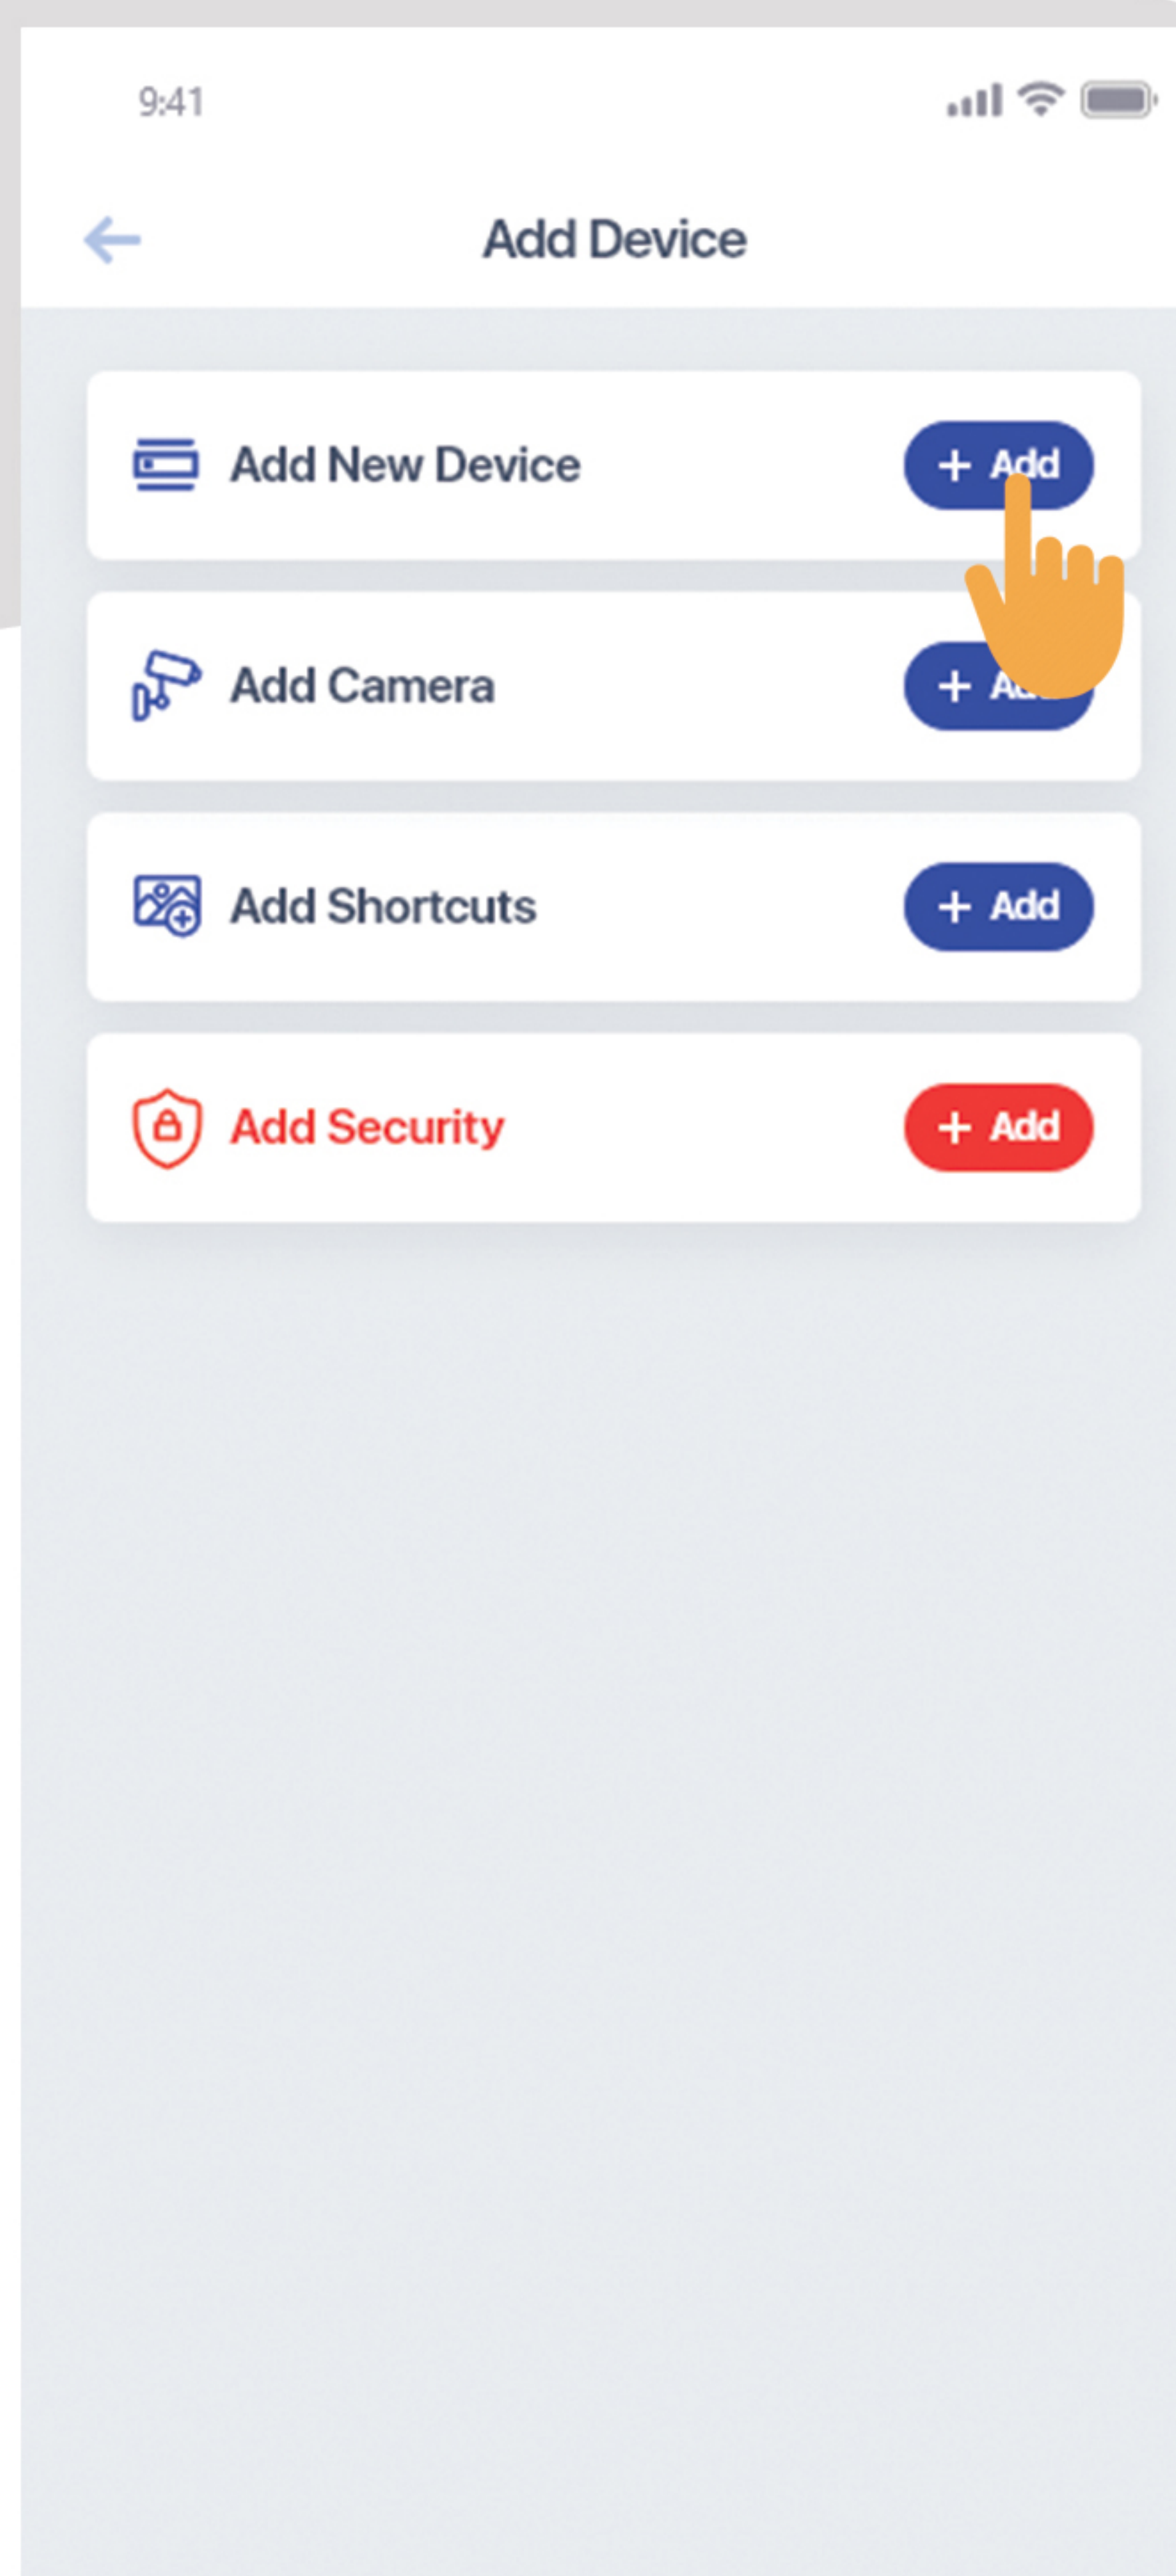 9:41
Add Device
Add New Device + Add
Add Camera +
Add Shortcuts + Add
Add Security + Add